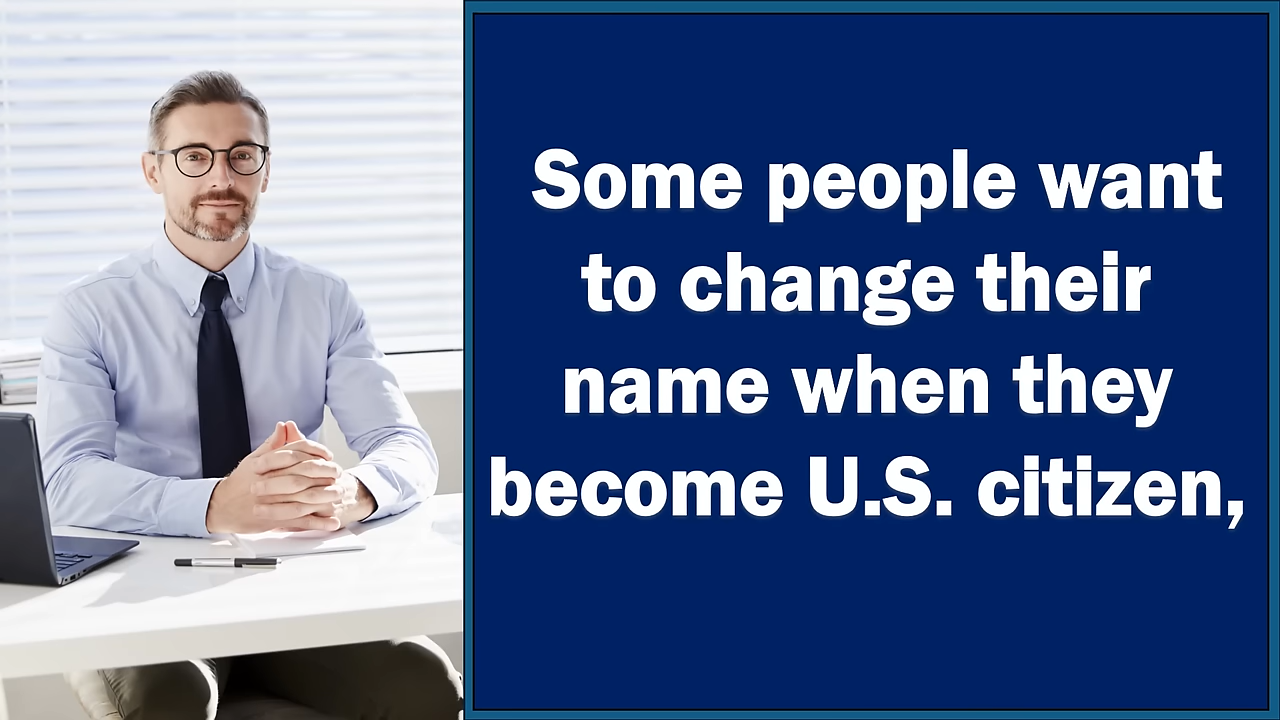 Some people want
to change their
name when they
become U.S. citizen,